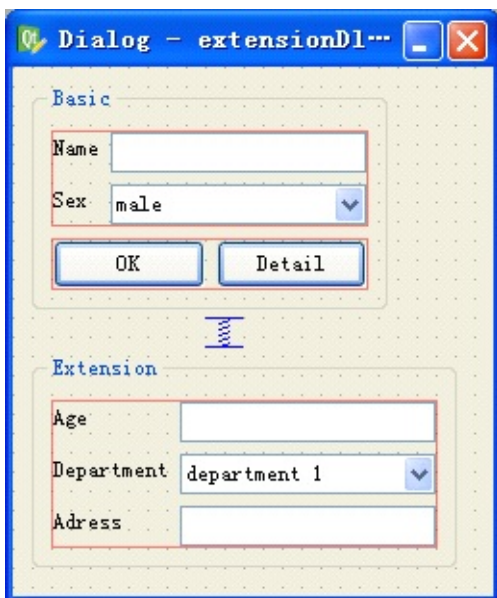 Dialog - extensionDl...
Basic
Name
Sex male
OK Detail
Extension
Age
Department department 1
Adress